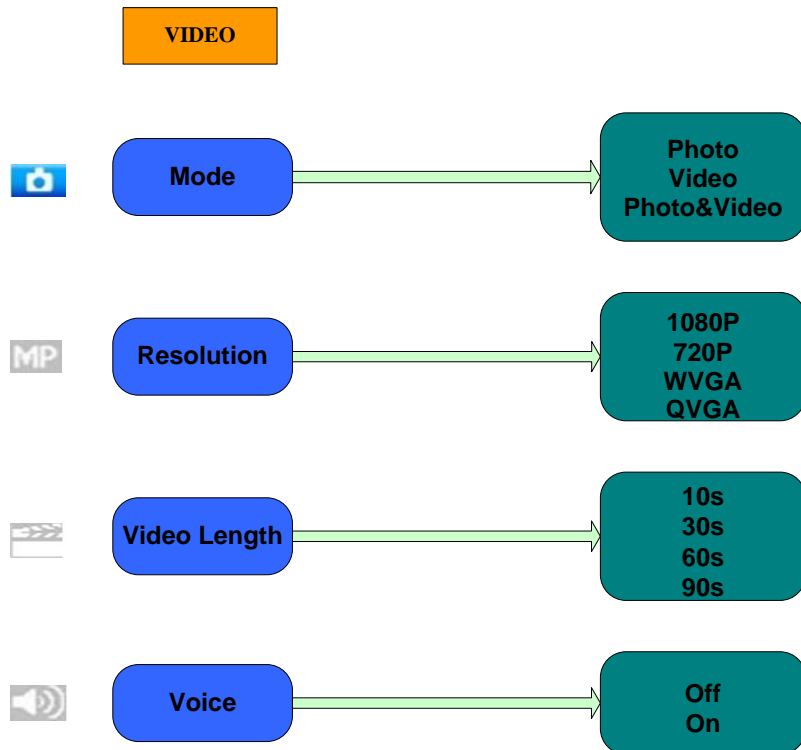 VIDEO
Mode
Photo
Video
Photo&Video
MP
Resolution
1080P
720P
WVGA
QVGA
Video Length
10s
30s
60s
90s
Voice
Off
On